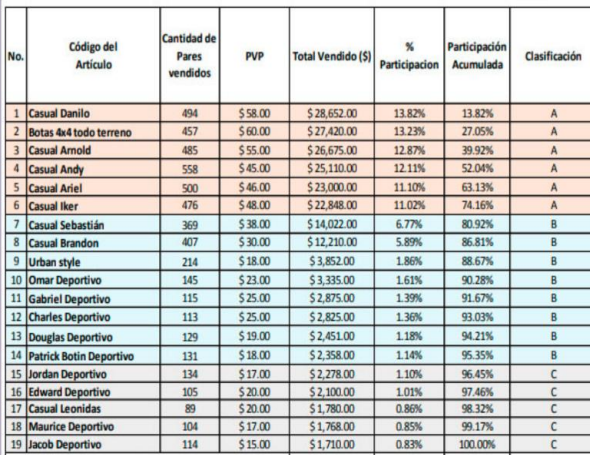 No. Código del Artículo Cantidad de Pares vendidos PVP Total Vendido ($) % Participacion Participación Acumulada Clasificación
1 Casual Danilo 494 $ 58.00 $ 28,652.00 13.82% 13.82% A
2 Botas 4x4 todo terreno 457 $ 60.00 $ 27,420.00 13.23% 27.05% A
3 Casual Arnold 485 $ 55.00 $ 26,675.00 12.87% 39.92% A
4 Casual Andy 558 $ 45.00 $ 25,110.00 12.11% 52.04% A
5 Casual Ariel 500 $ 46.00 $ 23,000.00 11.10% 63.13% A
6 Casual Iker 476 $ 48.00 $ 22,848.00 11.02% 74.16% A
7 Casual Sebastián 369 $ 38.00 $ 14,022.00 6.77% 80.92% B
8 Casual Brandon 407 $ 30.00 $ 12,210.00 5.89% 86.81% B
9 Urban style 214 $ 18.00 $ 3,852.00 1.86% 88.67% B
10 Omar Deportivo 145 $ 23.00 $ 3,335.00 1.61% 90.28% B
11 Gabriel Deportivo 115 $ 25.00 $ 2,875.00 1.39% 91.67% B
12 Charles Deportivo 113 $ 25.00 $ 2,825.00 1.36% 93.03% B
13 Douglas Deportivo 129 $ 19.00 $ 2,451.00 1.18% 94.21% B
14 Patrick Botin Deportivo 131 $ 18.00 $ 2,358.00 1.14% 95.35% B
15 Jordan Deportivo 134 $ 17.00 $ 2,278.00 1.10% 96.45% C
16 Edward Deportivo 105 $ 20.00 $ 2,100.00 1.01% 97.46% C
17 Casual Leonidas 89 $ 20.00 $ 1,780.00 0.86% 98.32% C
18 Maurice Deportivo 104 $ 17.00 $ 1,768.00 0.85% 99.17% C
19 Jacob Deportivo 114 $ 15.00 $ 1,710.00 0.83% 100.00% C